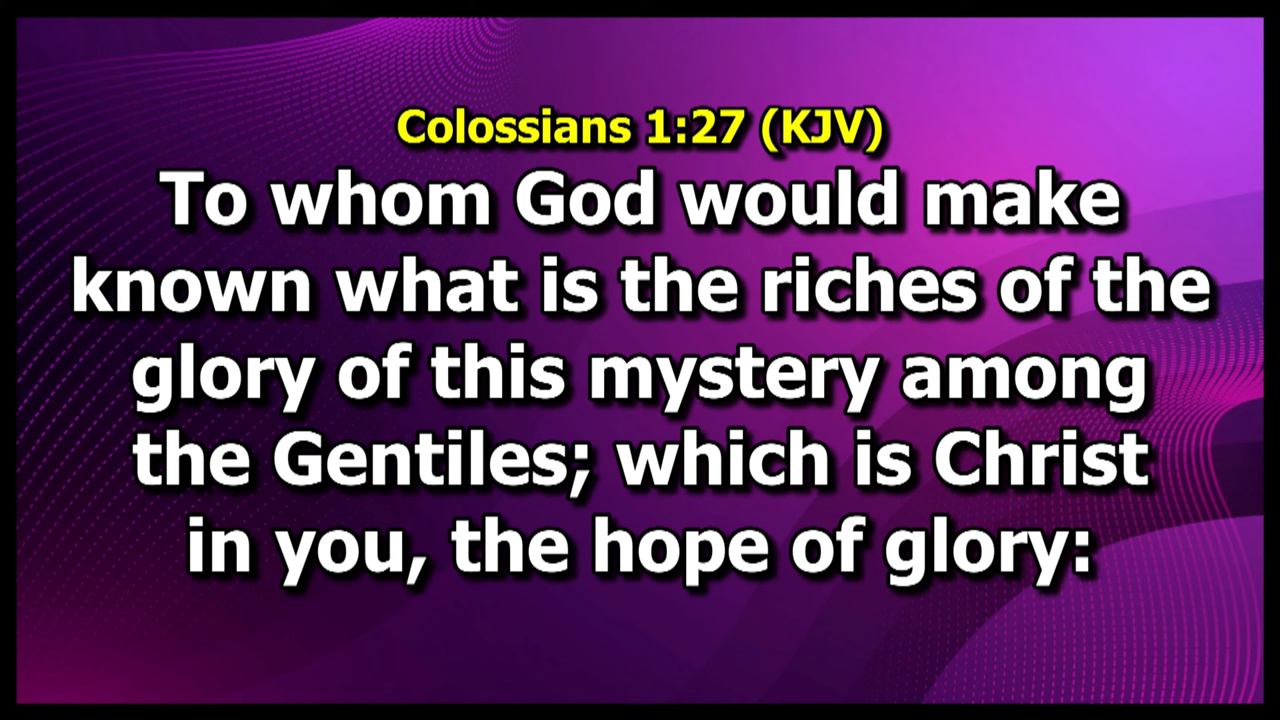 Colossians 1:27 (KJV)
To whom God would make
known what is the riches of the
glory of this mystery among
the Gentiles; which is Christ
in you, the hope of glory: